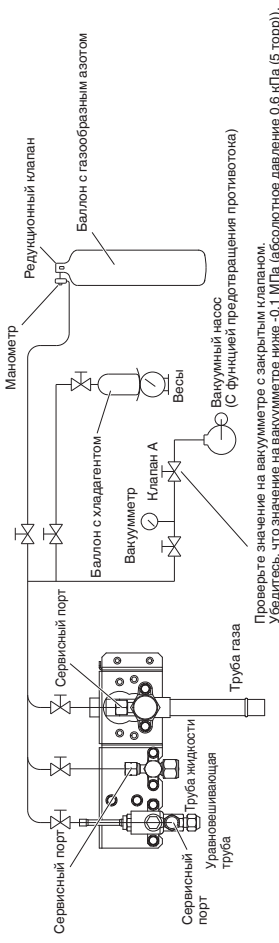 Баллон с газообразным азотом
Редукционный клапан
Манометр
Баллон с хладагентом
Весы
Вакуумметр
Клапан А
Вакуумный насос
(С функцией предотвращения противотока)
Проверьте значение на вакуумметре с закрытым клапаном.
Убедитесь, что значение на вакуумметре ниже -0,1 МПа (абсолютное давление 0,6 кПа (5 торр)).
Сервисный порт
Труба газа
Сервисный порт
Труба жидкости
Уравновешивающая
труба
Сервисный
порт